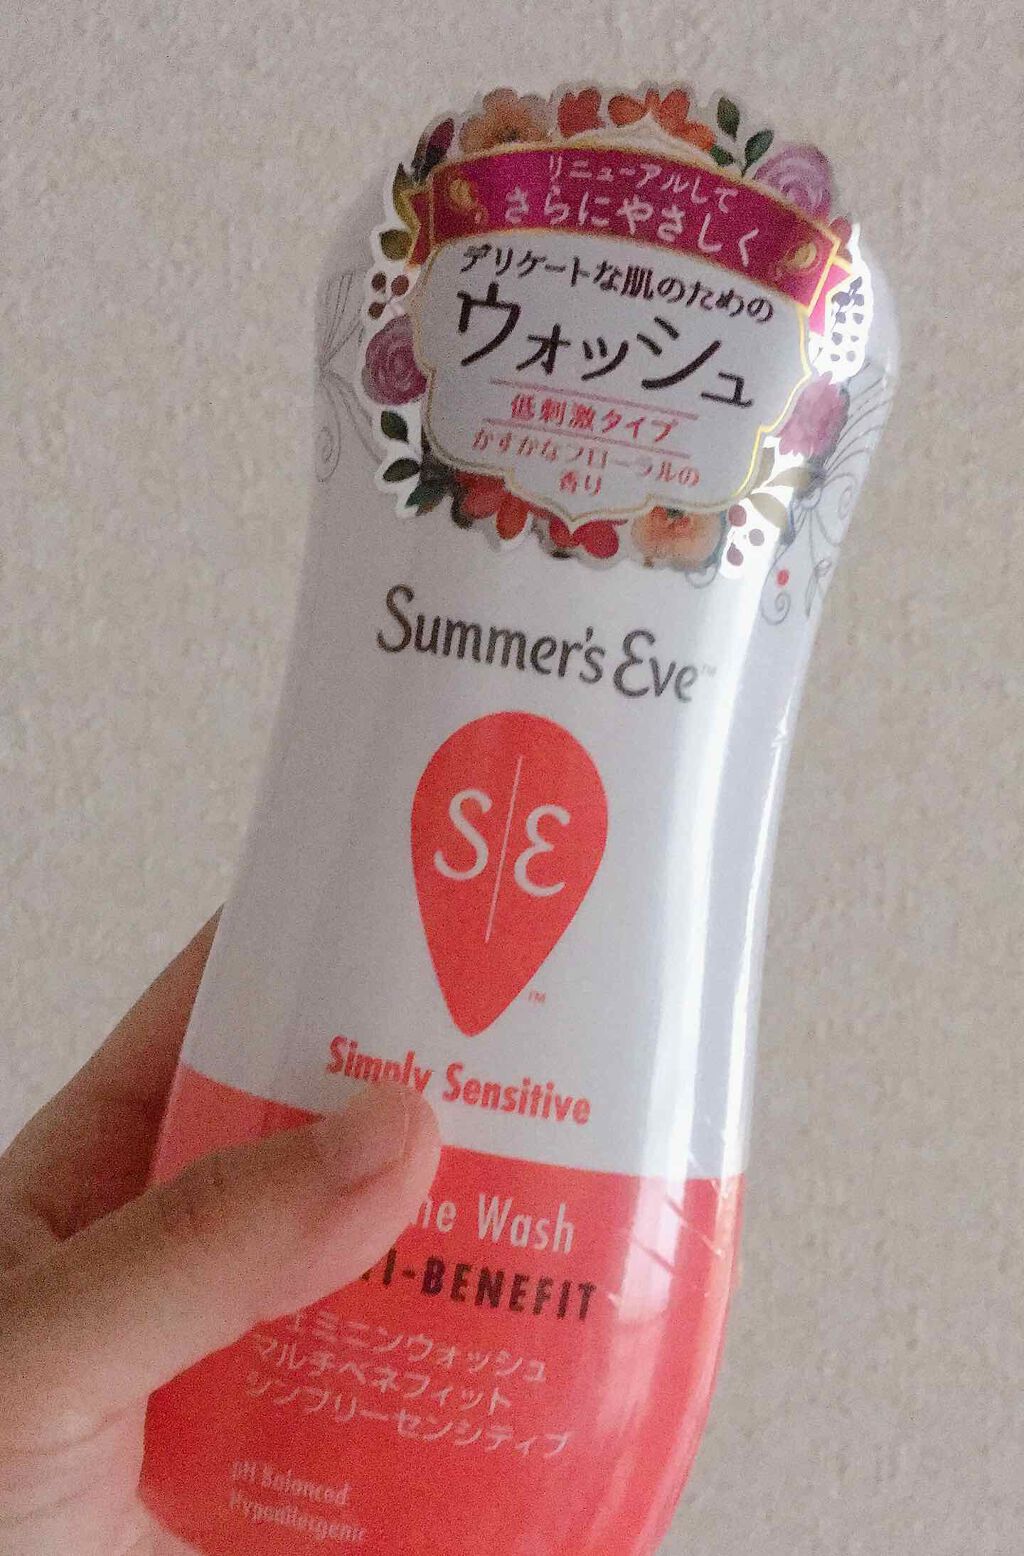 リニューアルして
さらにやさしく
デリケートな肌のための
ウォッシュ
低刺激タイプ
かすかなフローラルの
香り
Summer's Eve™
S|E
™
Simply Sensitive
Wash
BENEFIT
ミニンウォッシュ
マルチベネフィット
シンプリーセンシティブ
pH Balanced
Hypoallergenic